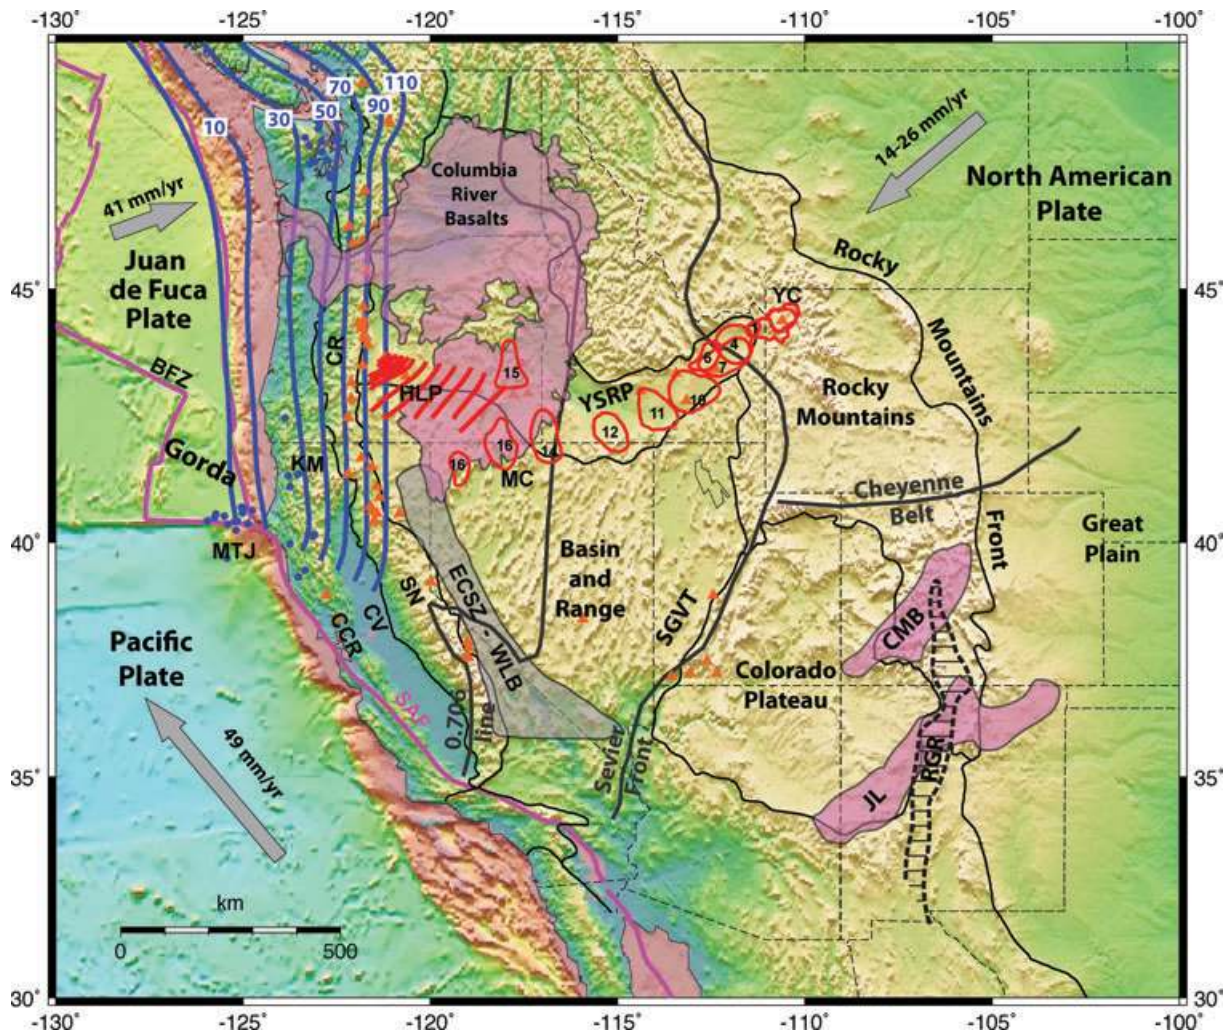 -130° -125° -120° -115° -110° -105° -100°
70 110
10 30 50 90
14-26 mm/yr
North American
Plate
Columbia
River
Basalts
41 mm/yr
Juan
de Fuca
Plate
45° 45°
Rocky
Mountains
Front
YC
BFZ
CR
HLP
15
YSRP
4
6
7
10
11
12
14
16
16
MC
Rocky
Mountains
Gorda
KM
Cheyenne
Belt
Great
Plain
40° 40°
MTJ
Basin
and
Range
ECSZ - WLB
SN
CV
CCR
SGVT
CMB
Pacific
Plate
Colorado
Plateau
SAF
0.706
line
49 mm/yr
Sevier
Front
RGR
JL
35° 35°
km
0 500
30° 30°
-130° -125° -120° -115° -110° -105° -100°